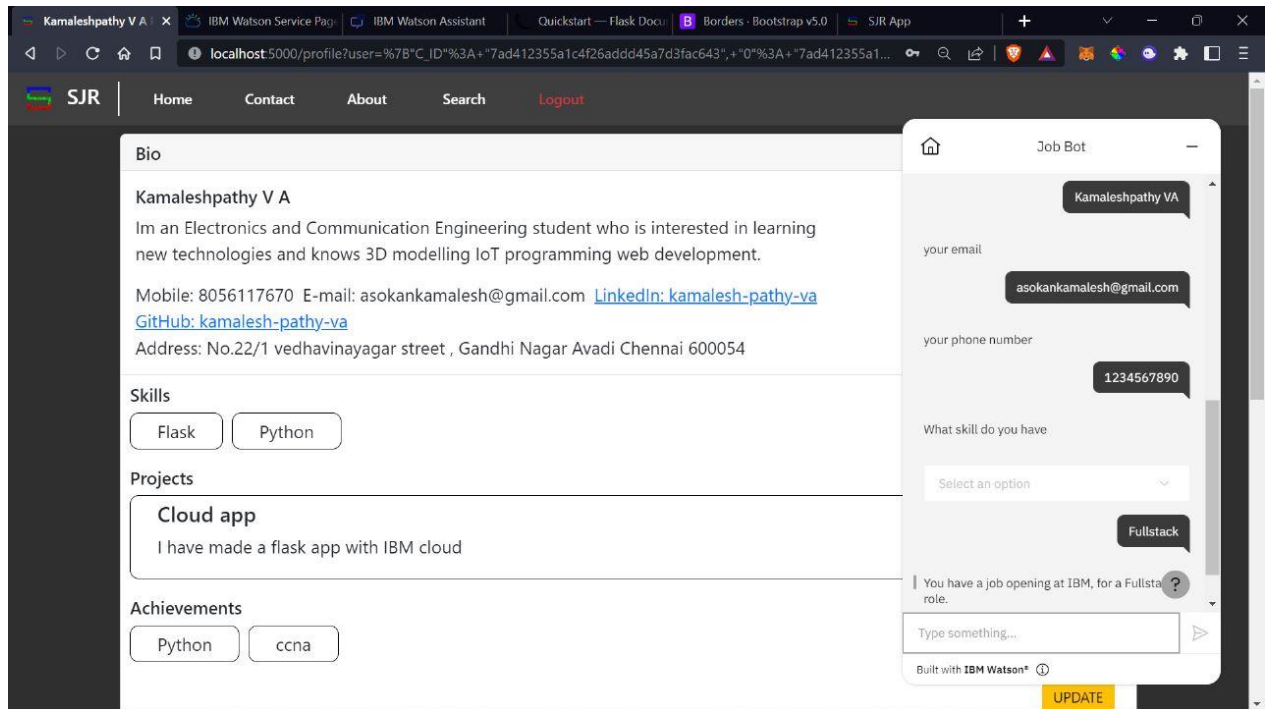 Kamaleshpathy V A
IBM Watson Service Pag
IBM Watson Assistant
Quickstart — Flask Docu
Borders · Bootstrap v5.0
SJR App
localhost:5000/profile?user=%7B"C_ID"%3A+"7ad412355a1c4f26addd45a7d3fac643",+"0"%3A+"7ad412355a1...
SJR
Home
Contact
About
Search
Logout
Bio
Kamaleshpathy V A
Im an Electronics and Communication Engineering student who is interested in learning
new technologies and knows 3D modelling IoT programming web development.
Mobile: 8056117670 E-mail: asokankamalesh@gmail.com LinkedIn: kamalesh-pathy-va
GitHub: kamalesh-pathy-va
Address: No.22/1 vedhavinayagar street , Gandhi Nagar Avadi Chennai 600054
Skills
Flask
Python
Projects
Cloud app
I have made a flask app with IBM cloud
Achievements
Python
ccna
UPDATE
Job Bot
Kamaleshpathy VA
your email
asokankamalesh@gmail.com
your phone number
1234567890
What skill do you have
Select an option
Fullstack
You have a job opening at IBM, for a Fullsta
?
role.
Type something...
Built with IBM Watson®